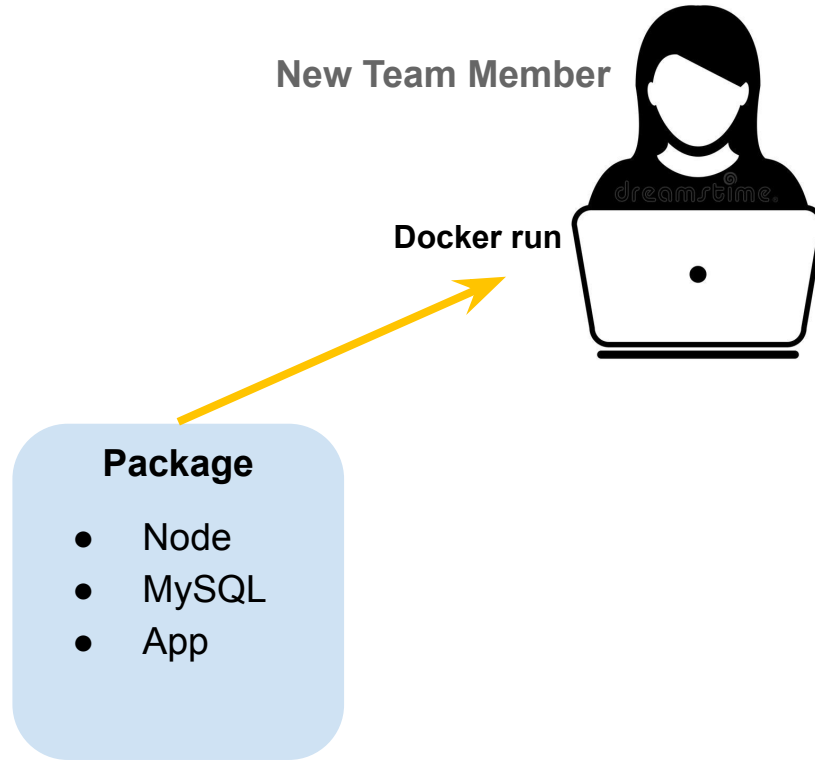 New Team Member
dreamstime.
Docker run
Package
● Node
● MySQL
● App